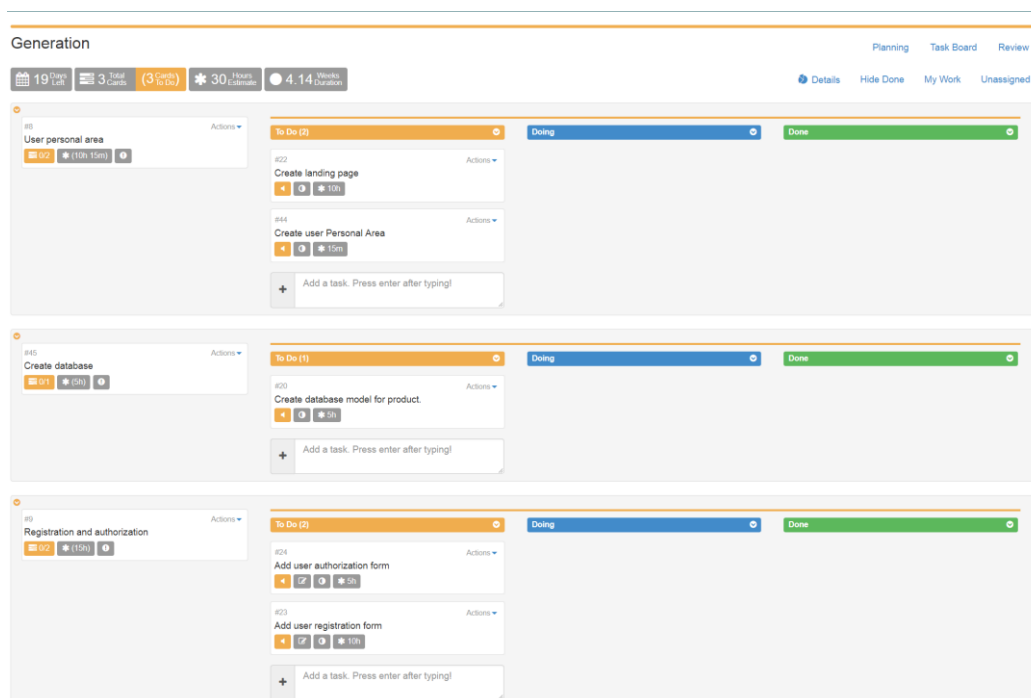 Generation
Planning Task Board Review
19 Days Left 3 Total Cards (3 Cards To Do) 30 Hours Estimate 4.14 Weeks Duration
Details Hide Done My Work Unassigned
#8 Actions
User personal area
0/2 (10h 15m)
To Do (2) Doing Done
#22 Actions
Create landing page
10h
#44 Actions
Create user Personal Area
15m
+ Add a task. Press enter after typing!
#45 Actions
Create database
0/1 (5h)
To Do (1) Doing Done
#20 Actions
Create database model for product.
5h
+ Add a task. Press enter after typing!
#9 Actions
Registration and authorization
0/2 (15h)
To Do (2) Doing Done
#24 Actions
Add user authorization form
5h
#23 Actions
Add user registration form
10h
+ Add a task. Press enter after typing!